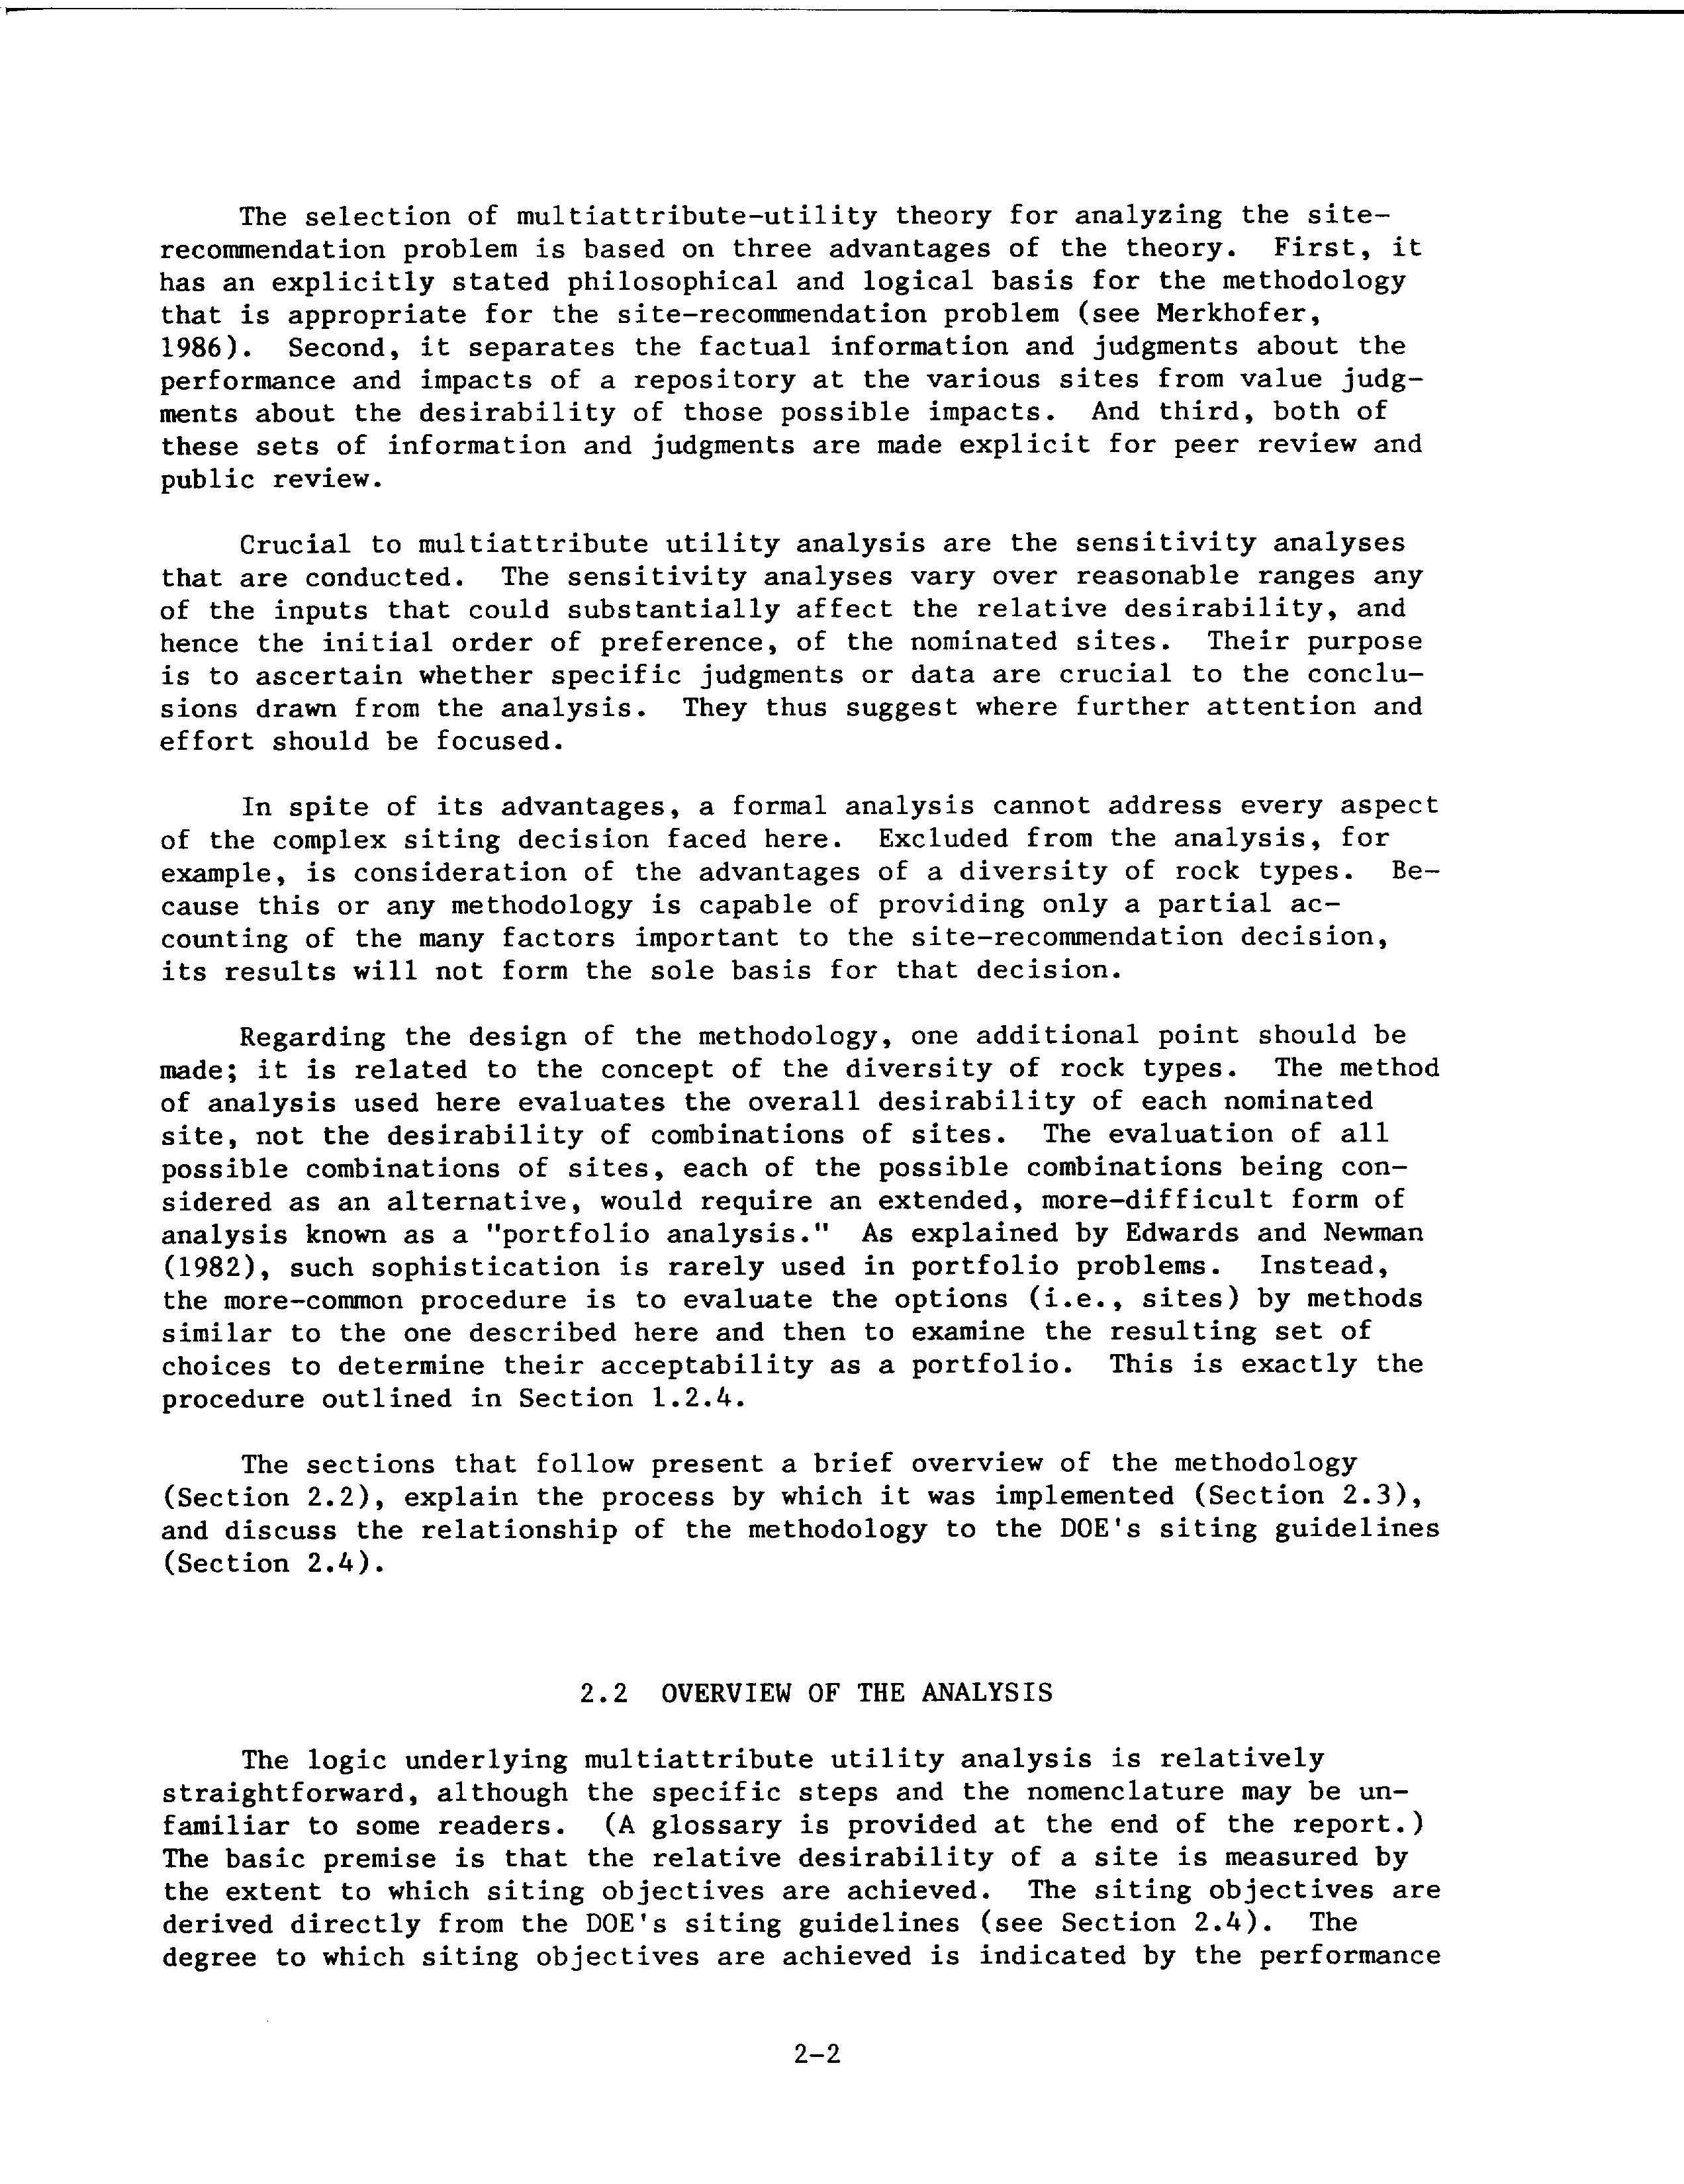 The selection of multiattribute-utility theory for analyzing the site-
recommendation problem is based on three advantages of the theory.  First, it
has an explicitly stated philosophical and logical basis for the methodology
that is appropriate for the site-recommendation problem (see Merkhofer,
1986).  Second, it separates the factual information and judgments about the
performance and impacts of a repository at the various sites from value judg-
ments about the desirability of those possible impacts.  And third, both of
these sets of information and judgments are made explicit for peer review and
public review.
Crucial to multiattribute utility analysis are the sensitivity analyses
that are conducted.  The sensitivity analyses vary over reasonable ranges any
of the inputs that could substantially affect the relative desirability, and
hence the initial order of preference, of the nominated sites.  Their purpose
is to ascertain whether specific judgments or data are crucial to the conclu-
sions drawn from the analysis.  They thus suggest where further attention and
effort should be focused.
In spite of its advantages, a formal analysis cannot address every aspect
of the complex siting decision faced here.  Excluded from the analysis, for
example, is consideration of the advantages of a diversity of rock types.  Be-
cause this or any methodology is capable of providing only a partial ac-
counting of the many factors important to the site-recommendation decision,
its results will not form the sole basis for that decision.
Regarding the design of the methodology, one additional point should be
made; it is related to the concept of the diversity of rock types.  The method
of analysis used here evaluates the overall desirability of each nominated
site, not the desirability of combinations of sites.  The evaluation of all
possible combinations of sites, each of the possible combinations being con-
sidered as an alternative, would require an extended, more-difficult form of
analysis known as a "portfolio analysis."  As explained by Edwards and Newman
(1982), such sophistication is rarely used in portfolio problems.  Instead,
the more-common procedure is to evaluate the options (i.e., sites) by methods
similar to the one described here and then to examine the resulting set of
choices to determine their acceptability as a portfolio.  This is exactly the
procedure outlined in Section 1.2.4.
The sections that follow present a brief overview of the methodology
(Section 2.2), explain the process by which it was implemented (Section 2.3),
and discuss the relationship of the methodology to the DOE's siting guidelines
(Section 2.4).
2.2  OVERVIEW OF THE ANALYSIS
The logic underlying multiattribute utility analysis is relatively
straightforward, although the specific steps and the nomenclature may be un-
familiar to some readers.  (A glossary is provided at the end of the report.)
The basic premise is that the relative desirability of a site is measured by
the extent to which siting objectives are achieved.  The siting objectives are
derived directly from the DOE's siting guidelines (see Section 2.4).  The
degree to which siting objectives are achieved is indicated by the performance
2-2